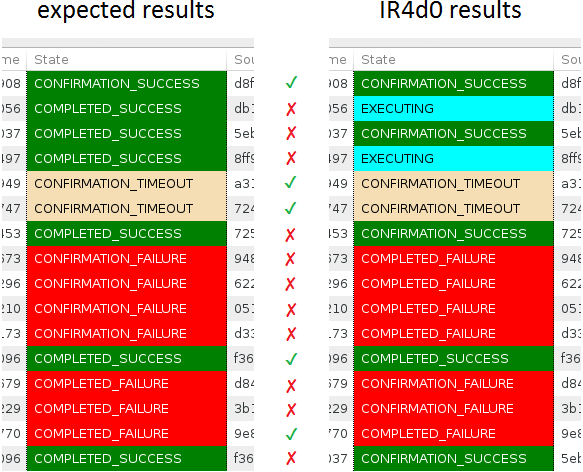 expected results IR4d0 results
me State Sou me State Sou
908 CONFIRMATION_SUCCESS d8f ✓ 908 CONFIRMATION_SUCCESS d8f
056 COMPLETED_SUCCESS db1 ✗ 056 EXECUTING db1
037 COMPLETED_SUCCESS 5eb ✗ 037 CONFIRMATION_SUCCESS 5eb
497 COMPLETED_SUCCESS 8ff9 ✗ 497 EXECUTING 8ff9
949 CONFIRMATION_TIMEOUT a31 ✓ 949 CONFIRMATION_TIMEOUT a31
747 CONFIRMATION_TIMEOUT 724 ✓ 747 CONFIRMATION_TIMEOUT 724
453 COMPLETED_SUCCESS 725 ✗ 453 CONFIRMATION_SUCCESS 725
573 CONFIRMATION_FAILURE 948 ✗ 573 COMPLETED_FAILURE 948
296 CONFIRMATION_FAILURE 622 ✗ 296 COMPLETED_FAILURE 622
210 CONFIRMATION_FAILURE 051 ✗ 210 COMPLETED_FAILURE 051
173 CONFIRMATION_FAILURE d33 ✗ 173 COMPLETED_FAILURE d33
096 COMPLETED_SUCCESS f36 ✓ 096 COMPLETED_SUCCESS f36
579 COMPLETED_FAILURE d84 ✗ 579 CONFIRMATION_FAILURE d84
229 COMPLETED_FAILURE 3b1 ✗ 229 CONFIRMATION_FAILURE 3b1
770 COMPLETED_FAILURE 9e8 ✓ 770 COMPLETED_FAILURE 9e8
096 COMPLETED_SUCCESS f36 ✗ 037 CONFIRMATION_SUCCESS 5eb